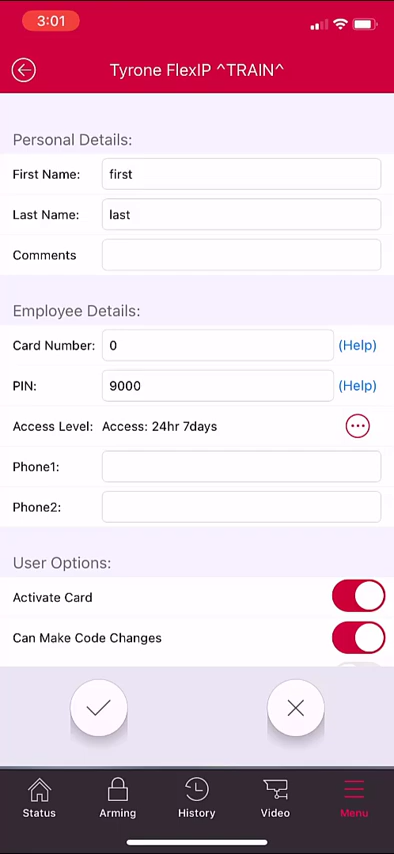 3:01
Tyrone FlexIP ^TRAIN^
Personal Details:
First Name: first
Last Name: last
Comments
Employee Details:
Card Number: 0 (Help)
PIN: 9000 (Help)
Access Level: Access: 24hr 7days
Phone1:
Phone2:
User Options:
Activate Card
Can Make Code Changes
Status Arming History Video Menu